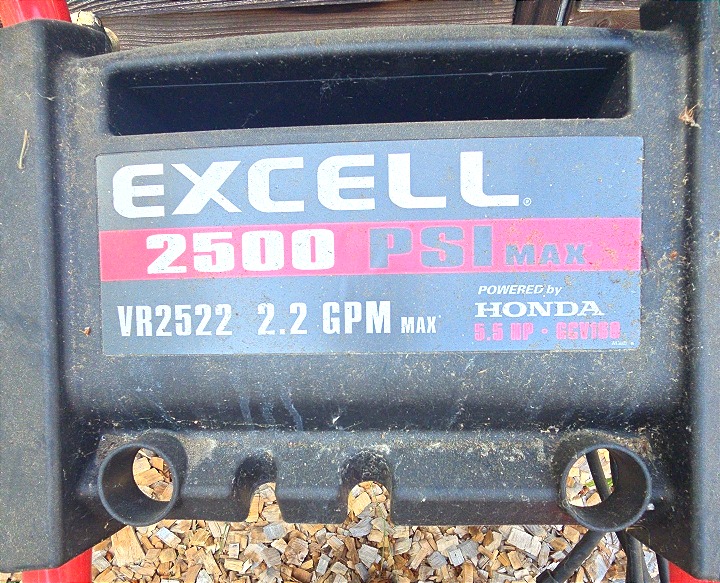 EXCELL®
2500 PSI MAX
VR2522 2.2 GPM MAX
POWERED by
HONDA
5.5 HP • GCV160